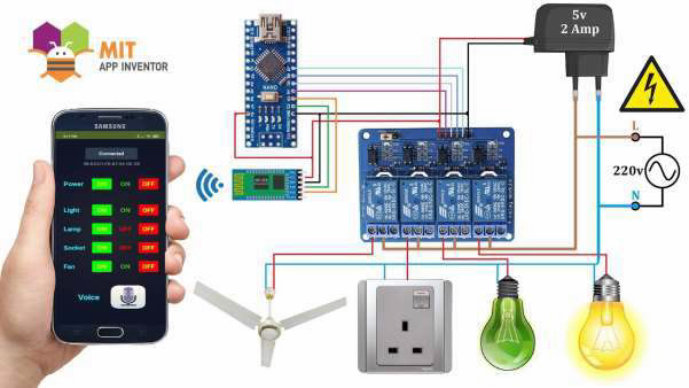 MIT
APP INVENTOR
5v
2 Amp
SAMSUNG
Connected
Power ON ON OFF
Light ON ON OFF
Lamp ON OFF OFF
Socket ON OFF OFF
Fan ON ON OFF
Voice
NANO
L
220v
N